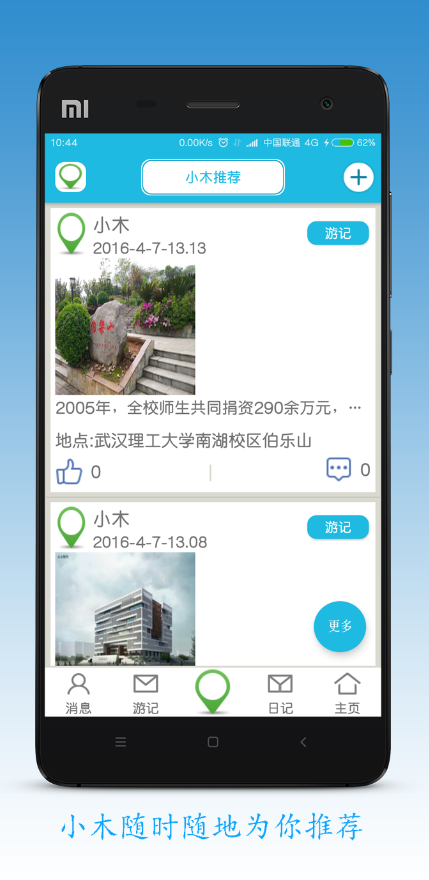 mi
10:44 0.00K/s 中国联通 4G 62%
小木推荐
小木
游记
2016-4-7-13.13
2005年，全校师生共同捐资290余万元，…
地点:武汉理工大学南湖校区伯乐山
0 0
小木
游记
2016-4-7-13.08
更多
消息 游记 日记 主页
小木随时随地为你推荐